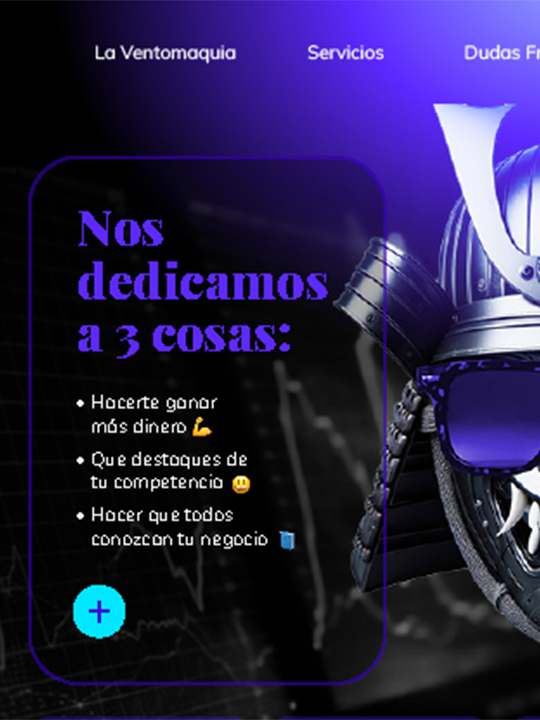 La Ventomaquia Servicios Dudas Fr
Nos
dedicamos
a 3 cosas:
• Hacerte ganar
más dinero 💪
• Que destaques de
tu competencia 😃
• Hacer que todos
conozcan tu negocio 📘
+